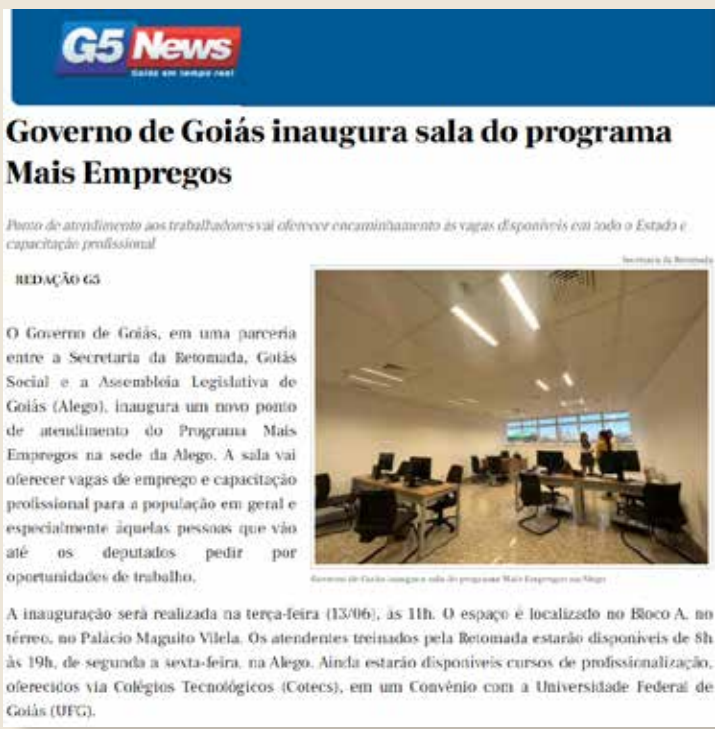 G5 News
Goiás em tempo real
Governo de Goiás inaugura sala do programa
Mais Empregos
Ponto de atendimento aos trabalhadores vai oferecer encaminhamento às vagas disponíveis em todo o Estado e
capacitação profissional
Secretaria da Retomada
REDAÇÃO G5
O Governo de Goiás, em uma parceria
entre a Secretaria da Retomada, Goiás
Social e a Assembleia Legislativa de
Goiás (Alego), inaugura um novo ponto
de atendimento do Programa Mais
Empregos na sede da Alego. A sala vai
oferecer vagas de emprego e capacitação
profissional para a população em geral e
especialmente àquelas pessoas que vão
até os deputados pedir por
oportunidades de trabalho.
Governo de Goiás inaugura sala do programa Mais Empregos na Alego
A inauguração será realizada na terça-feira (13/06), às 11h. O espaço é localizado no Bloco A, no
térreo, no Palácio Maguito Vilela. Os atendentes treinados pela Retomada estarão disponíveis de 8h
às 19h, de segunda a sexta-feira, na Alego. Ainda estarão disponíveis cursos de profissionalização,
oferecidos via Colégios Tecnológicos (Cotecs), em um Convênio com a Universidade Federal de
Goiás (UFG).